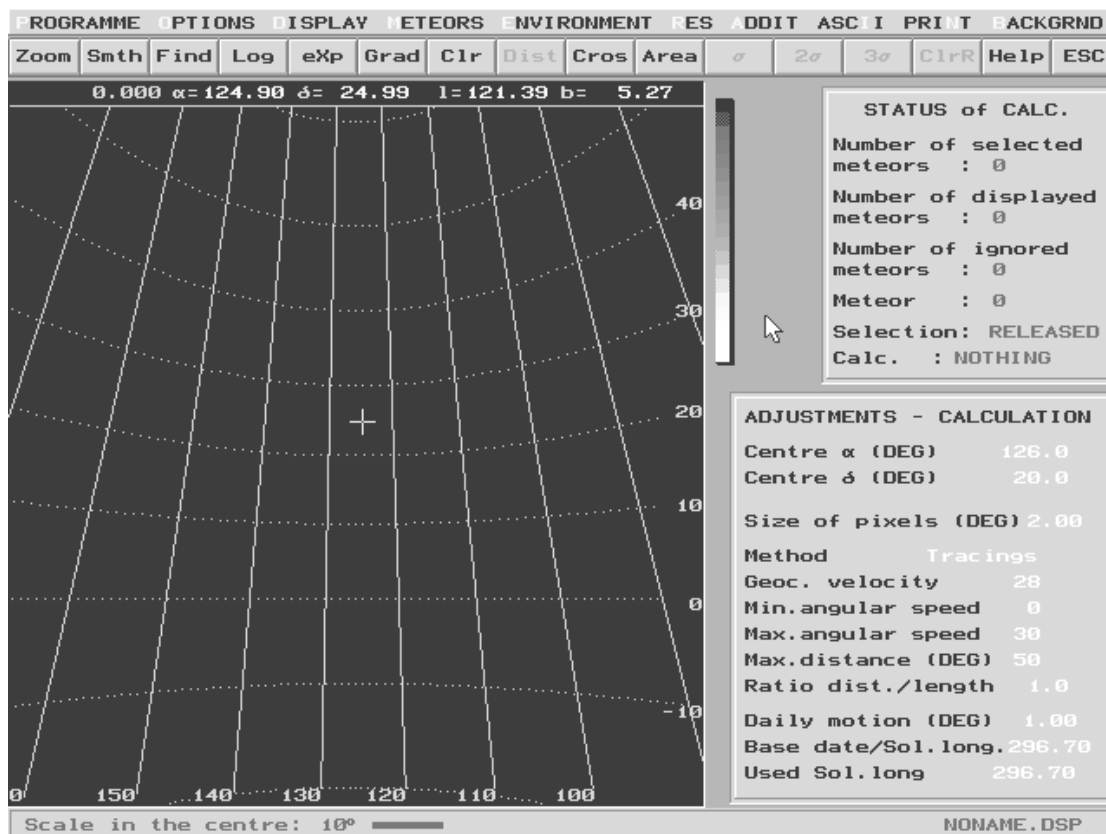 PROGRAMME OPTIONS DISPLAY METEORS ENVIRONMENT RES ADDIT ASCII PRINT BACKGRND
Zoom Smth Find Log eXp Grad Clr Dist Cros Area σ 2σ 3σ ClrR Help ESC
0.000 α=124.90 δ= 24.99 l=121.39 b= 5.27
40
30
20
10
0
-10
0 150 140 130 120 110 100
STATUS of CALC.
Number of selected
meteors : 0
Number of displayed
meteors : 0
Number of ignored
meteors : 0
Meteor : 0
Selection: RELEASED
Calc. : NOTHING
ADJUSTMENTS - CALCULATION
Centre α (DEG) 126.0
Centre δ (DEG) 20.0
Size of pixels (DEG) 2.00
Method Tracings
Geoc. velocity 28
Min.angular speed 0
Max.angular speed 30
Max.distance (DEG) 50
Ratio dist./length 1.0
Daily motion (DEG) 1.00
Base date/Sol.long. 296.70
Used Sol.long 296.70
Scale in the centre: 10° NONAME.DSP